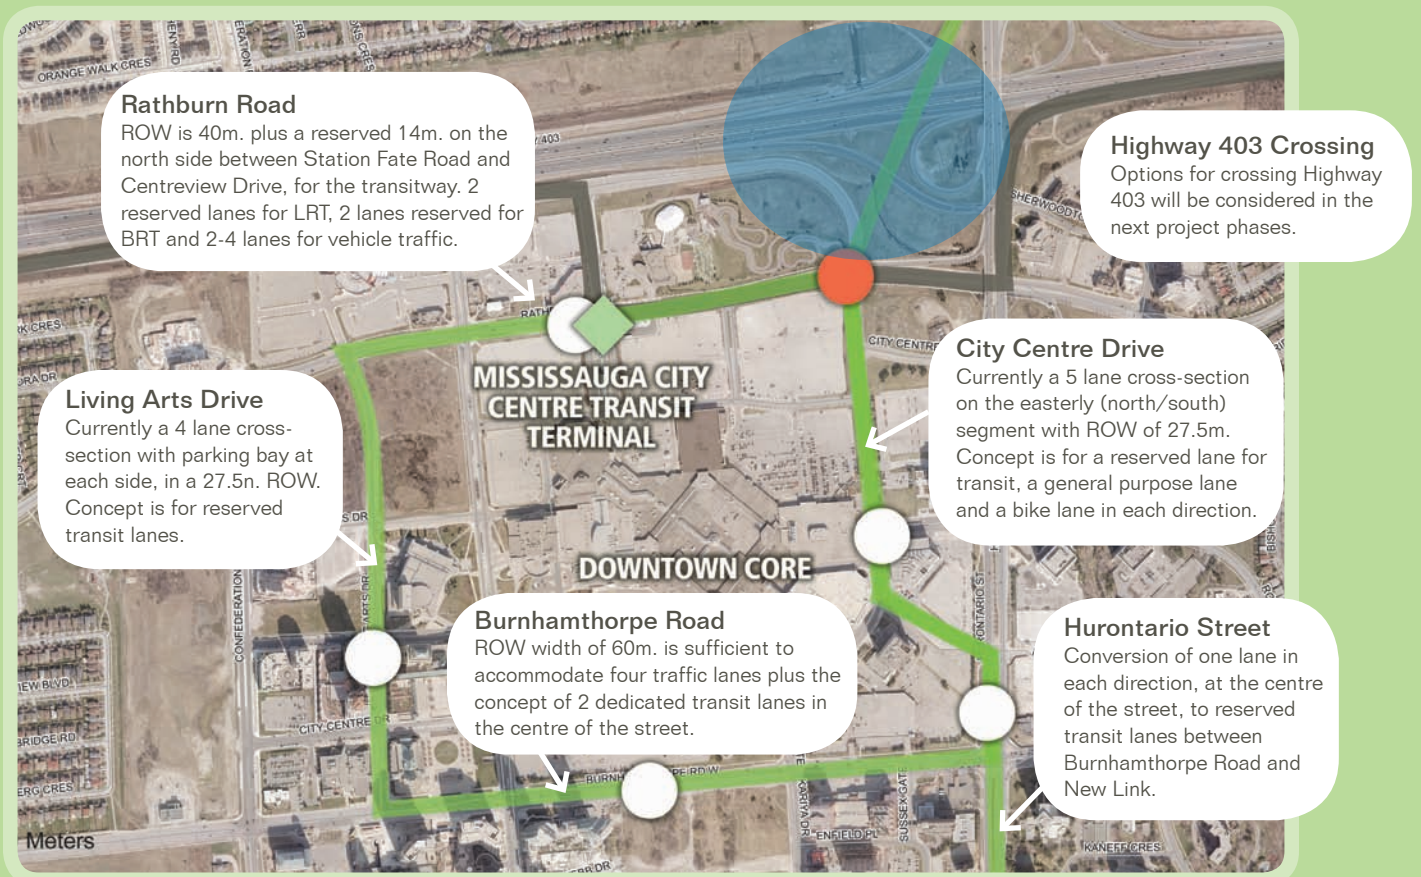 ORANGE WALK CRES
Rathburn Road
ROW is 40m. plus a reserved 14m. on the
north side between Station Fate Road and
Centreview Drive, for the transitway. 2
reserved lanes for LRT, 2 lanes reserved for
BRT and 2-4 lanes for vehicle traffic.
403
Highway 403 Crossing
Options for crossing Highway
403 will be considered in the
next project phases.
MISSISSAUGA CITY
CENTRE TRANSIT
TERMINAL
CITY CENTRE
City Centre Drive
Currently a 5 lane cross-section
on the easterly (north/south)
segment with ROW of 27.5m.
Concept is for a reserved lane for
transit, a general purpose lane
and a bike lane in each direction.
Living Arts Drive
Currently a 4 lane cross-
section with parking bay at
each side, in a 27.5n. ROW.
Concept is for reserved
transit lanes.
DOWNTOWN CORE
CONFEDERATION
ARTS DR
Burnhamthorpe Road
ROW width of 60m. is sufficient to
accommodate four traffic lanes plus the
concept of 2 dedicated transit lanes in
the centre of the street.
Hurontario Street
Conversion of one lane in
each direction, at the centre
of the street, to reserved
transit lanes between
Burnhamthorpe Road and
New Link.
CITY CENTRE DR
SUSSEX GATE
ENFIELD PL
KANEFF CRES
Meters